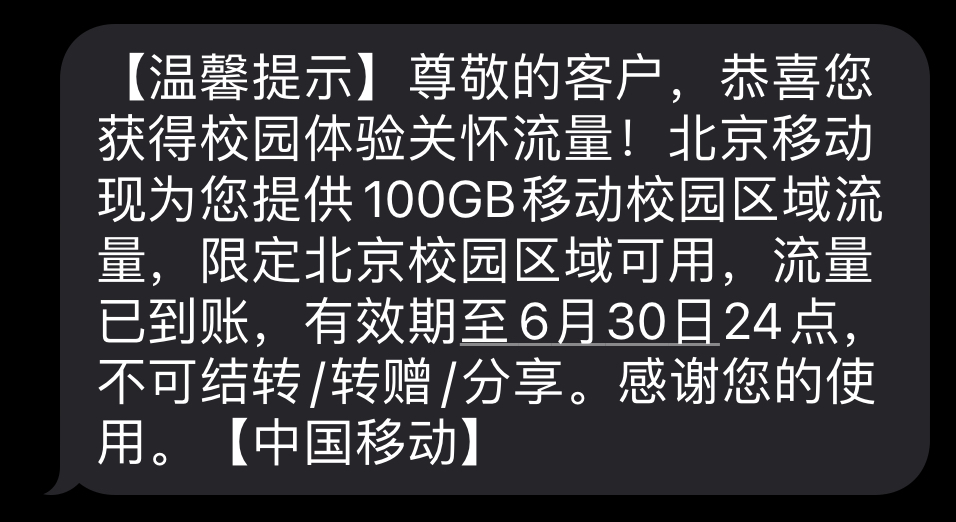 【温馨提示】尊敬的客户，恭喜您
获得校园体验关怀流量！北京移动
现为您提供100GB移动校园区域流
量，限定北京校园区域可用，流量
已到账，有效期至6月30日24点，
不可结转/转赠/分享。感谢您的使
用。【中国移动】